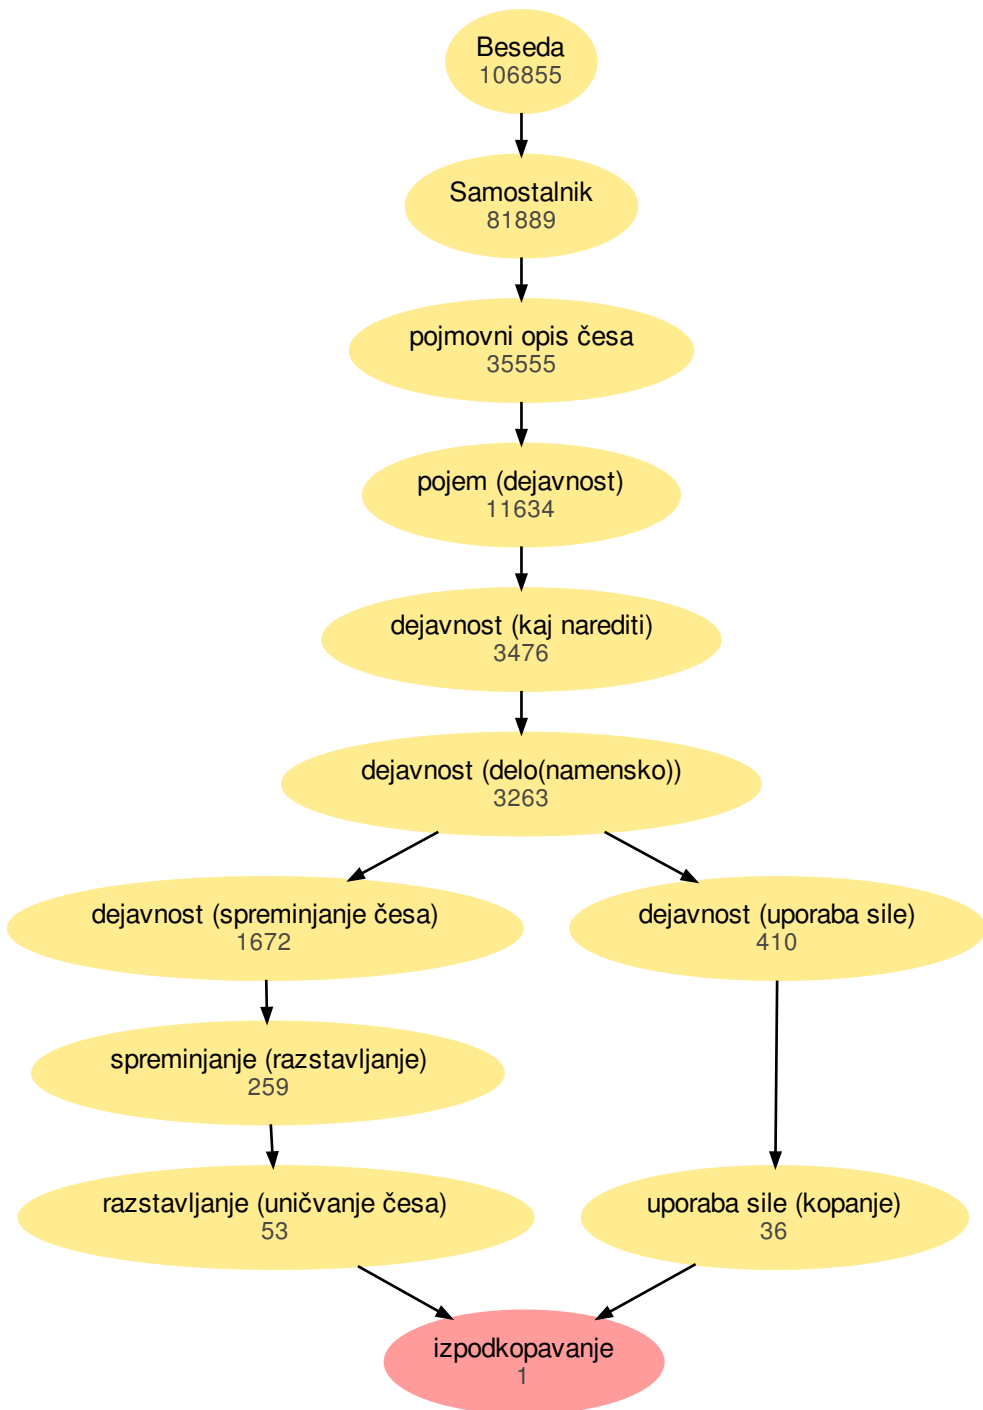 Beseda
106855
Samostalnik
81889
pojmovni opis česa
35555
pojem (dejavnost)
11634
dejavnost (kaj narediti)
3476
dejavnost (delo(namensko))
3263
dejavnost (spreminjanje česa)
1672
dejavnost (uporaba sile)
410
spreminjanje (razstavljanje)
259
razstavljanje (uničvanje česa)
53
uporaba sile (kopanje)
36
izpodkopavanje
1